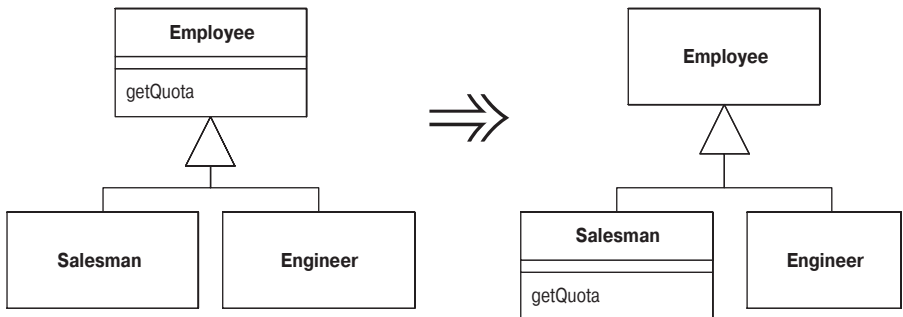 Employee
getQuota
Salesman
Engineer
Employee
Salesman
getQuota
Engineer